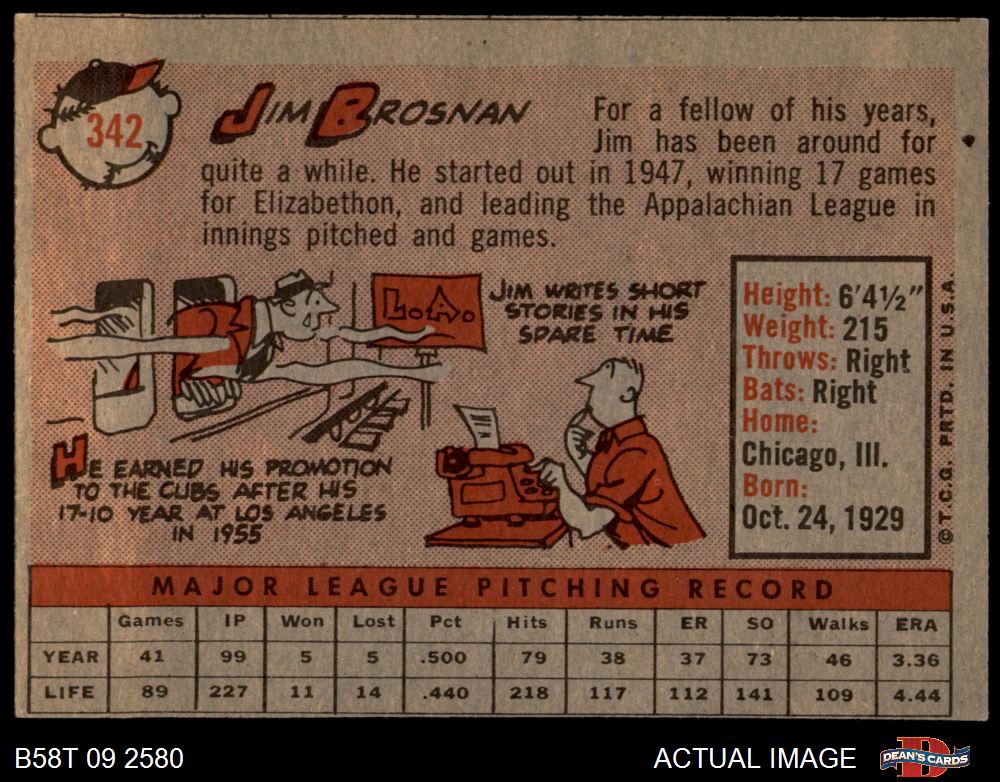 342
JIM BROSNAN
For a fellow of his years,
Jim has been around for
quite a while. He started out in 1947, winning 17 games
for Elizabethon, and leading the Appalachian League in
innings pitched and games.
L.A.
JIM WRITES SHORT
STORIES IN HIS
SPARE TIME
HE EARNED HIS PROMOTION
TO THE CUBS AFTER HIS
17-10 YEAR AT LOS ANGELES
IN 1955
Height: 6'4½"
Weight: 215
Throws: Right
Bats: Right
Home:
Chicago, Ill.
Born:
Oct. 24, 1929
©T.C.G. PRTD. IN U.S.A.
MAJOR LEAGUE PITCHING RECORD
Games IP Won Lost Pct Hits Runs ER SO Walks ERA
YEAR 41 99 5 5 .500 79 38 37 73 46 3.36
LIFE 89 227 11 14 .440 218 117 112 141 109 4.44
B58T 09 2580
ACTUAL IMAGE
DEAN'S CARDS